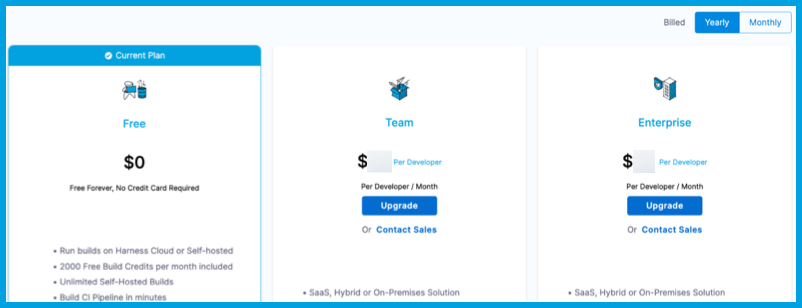 Billed Yearly Monthly
Current Plan
Free
$0
Free Forever, No Credit Card Required
• Run builds on Harness Cloud or Self-hosted
• 2000 Free Build Credits per month included
• Unlimited Self-Hosted Builds
• Build CI Pipeline in minutes
Team
$ Per Developer
Per Developer / Month
Upgrade
Or Contact Sales
• SaaS, Hybrid or On-Premises Solution
Enterprise
$ Per Developer
Per Developer / Month
Upgrade
Or Contact Sales
• SaaS, Hybrid or On-Premises Solution